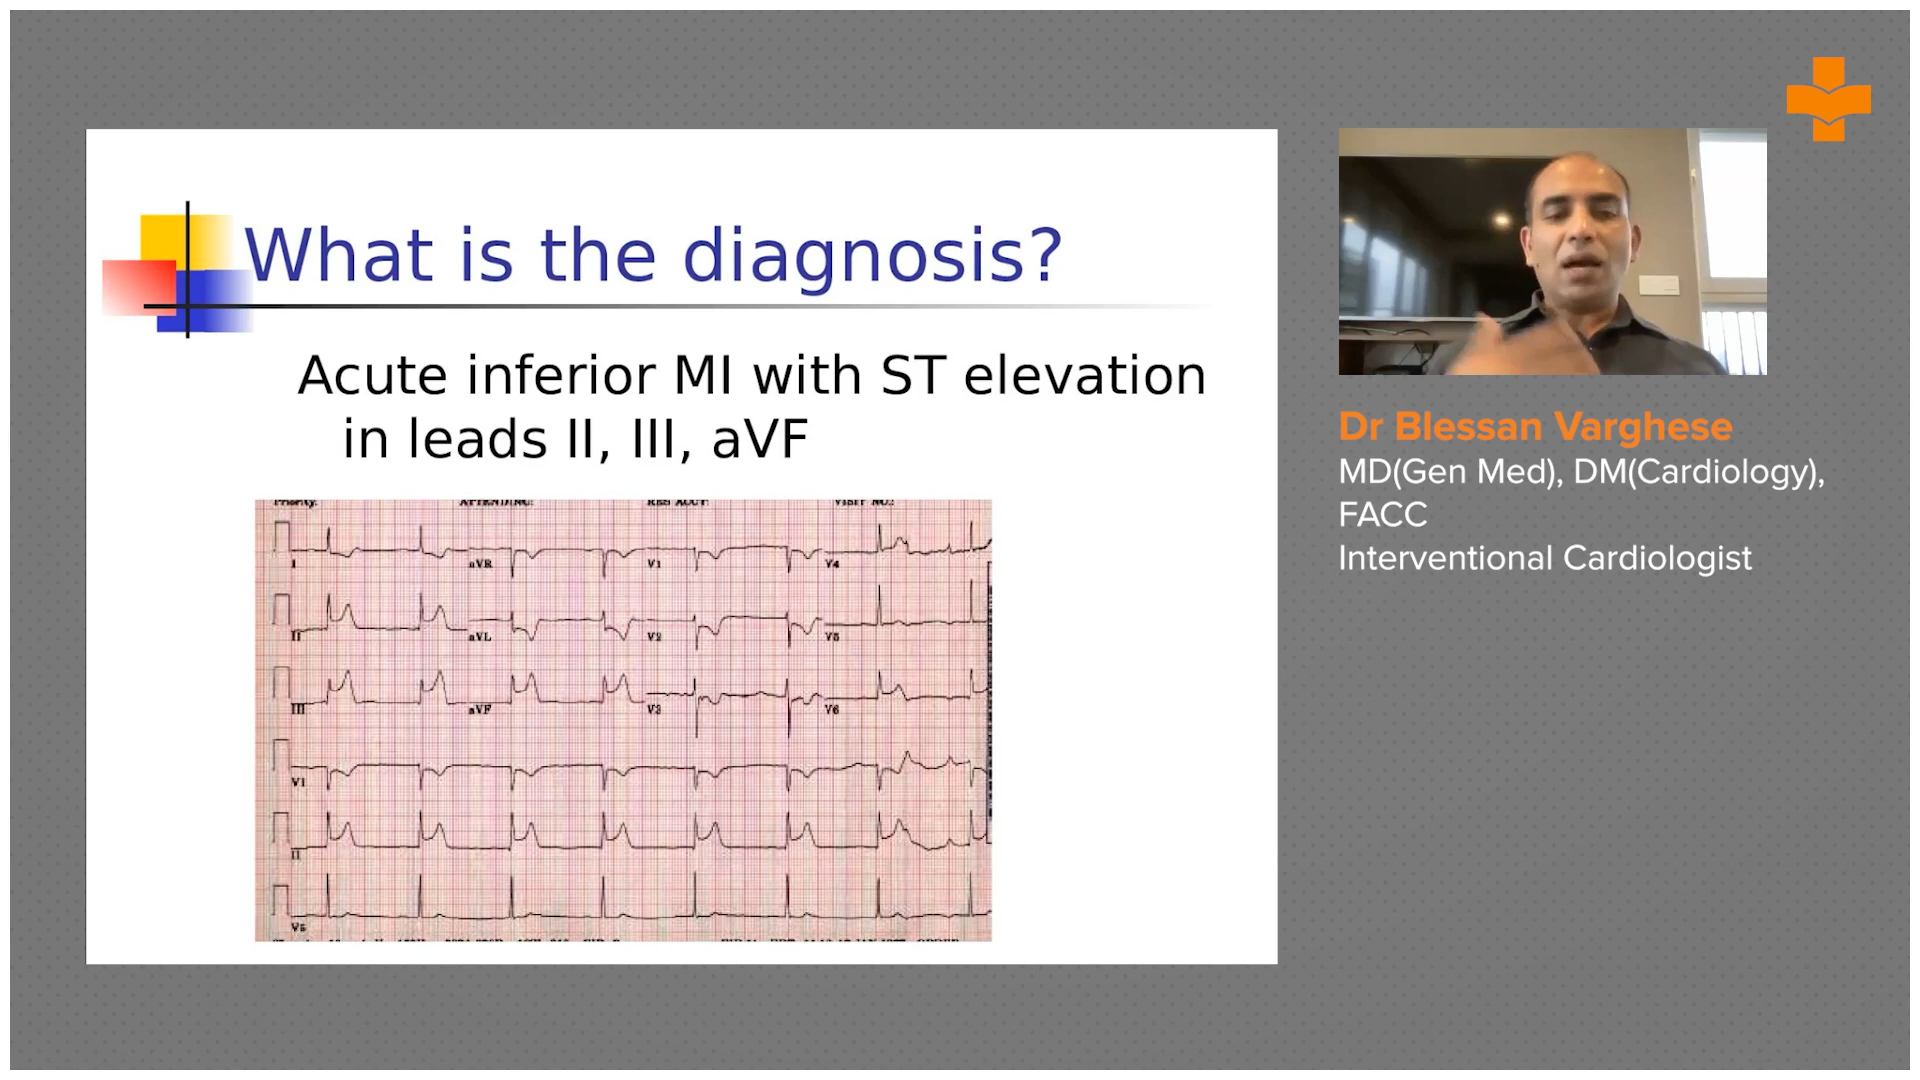 What is the diagnosis?
Acute inferior MI with ST elevation
in leads II, III, aVF
I
aVR
V1
V4
II
aVL
V2
V5
III
aVF
V3
V6
V1
II
V5
Dr Blessan Varghese
MD(Gen Med), DM(Cardiology),
FACC
Interventional Cardiologist